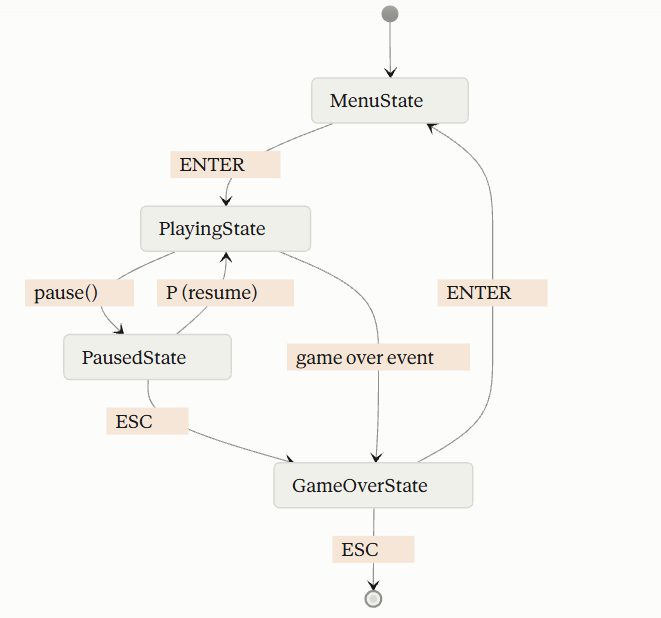 MenuState
ENTER
PlayingState
pause()
P (resume)
ENTER
PausedState
game over event
ESC
GameOverState
ESC